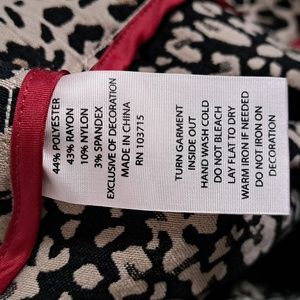 44% POLYESTER
43% RAYON
10% NYLON
3% SPANDEX
EXCLUSIVE OF DECORATION
MADE IN CHINA
RN 103715
TURN GARMENT
INSIDE OUT
HAND WASH COLD
DO NOT BLEACH
LAY FLAT TO DRY
WARM IRON IF NEEDED
DO NOT IRON ON
DECORATION